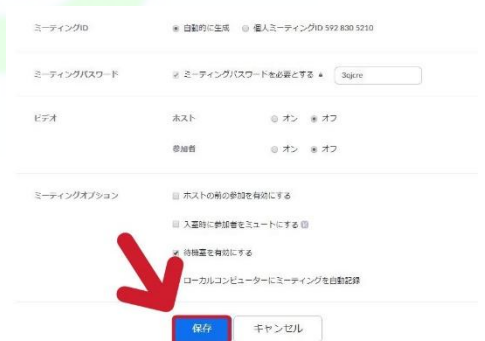 ミーティングID 自動的に生成 個人ミーティングID 592 830 5210
ミーティングパスワード ミーティングパスワードを必要とする 3qjcre
ビデオ ホスト オン オフ
参加者 オン オフ
ミーティングオプション ホストの前の参加を有効にする
入室時に参加者をミュートにする
待機室を有効にする
ローカルコンピューターにミーティングを自動記録
保存 キャンセル